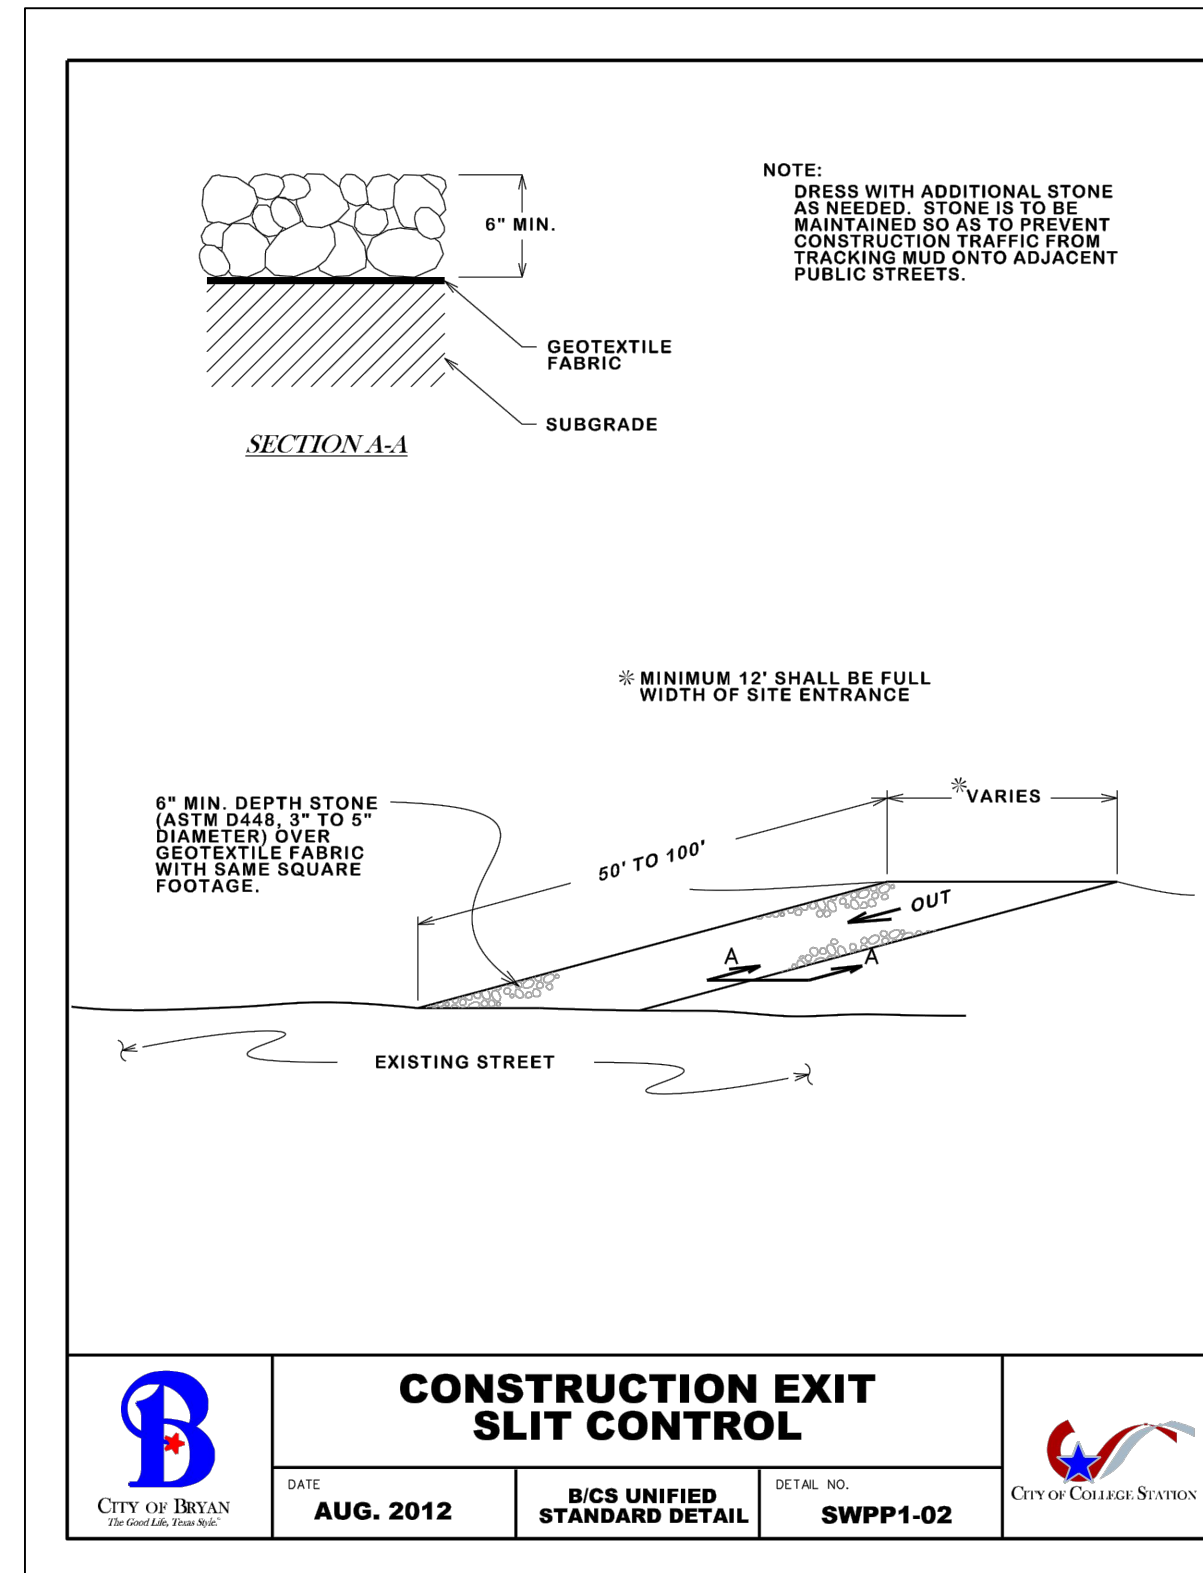 NOTE:
DRESS WITH ADDITIONAL STONE
AS NEEDED. STONE IS TO BE
MAINTAINED SO AS TO PREVENT
CONSTRUCTION TRAFFIC FROM
TRACKING MUD ONTO ADJACENT
PUBLIC STREETS.
6" MIN.
GEOTEXTILE
FABRIC
SUBGRADE
SECTION A-A
✳ MINIMUM 12' SHALL BE FULL
WIDTH OF SITE ENTRANCE
6" MIN. DEPTH STONE
(ASTM D448, 3" TO 5"
DIAMETER) OVER
GEOTEXTILE FABRIC
WITH SAME SQUARE
FOOTAGE.
✳VARIES
50' TO 100'
OUT
A
A
EXISTING STREET
CONSTRUCTION EXIT
SLIT CONTROL
DATE
AUG. 2012
B/CS UNIFIED
STANDARD DETAIL
DETAIL NO.
SWPP1-02
B
CITY OF BRYAN
The Good Life, Texas Style.™
CITY OF COLLEGE STATION